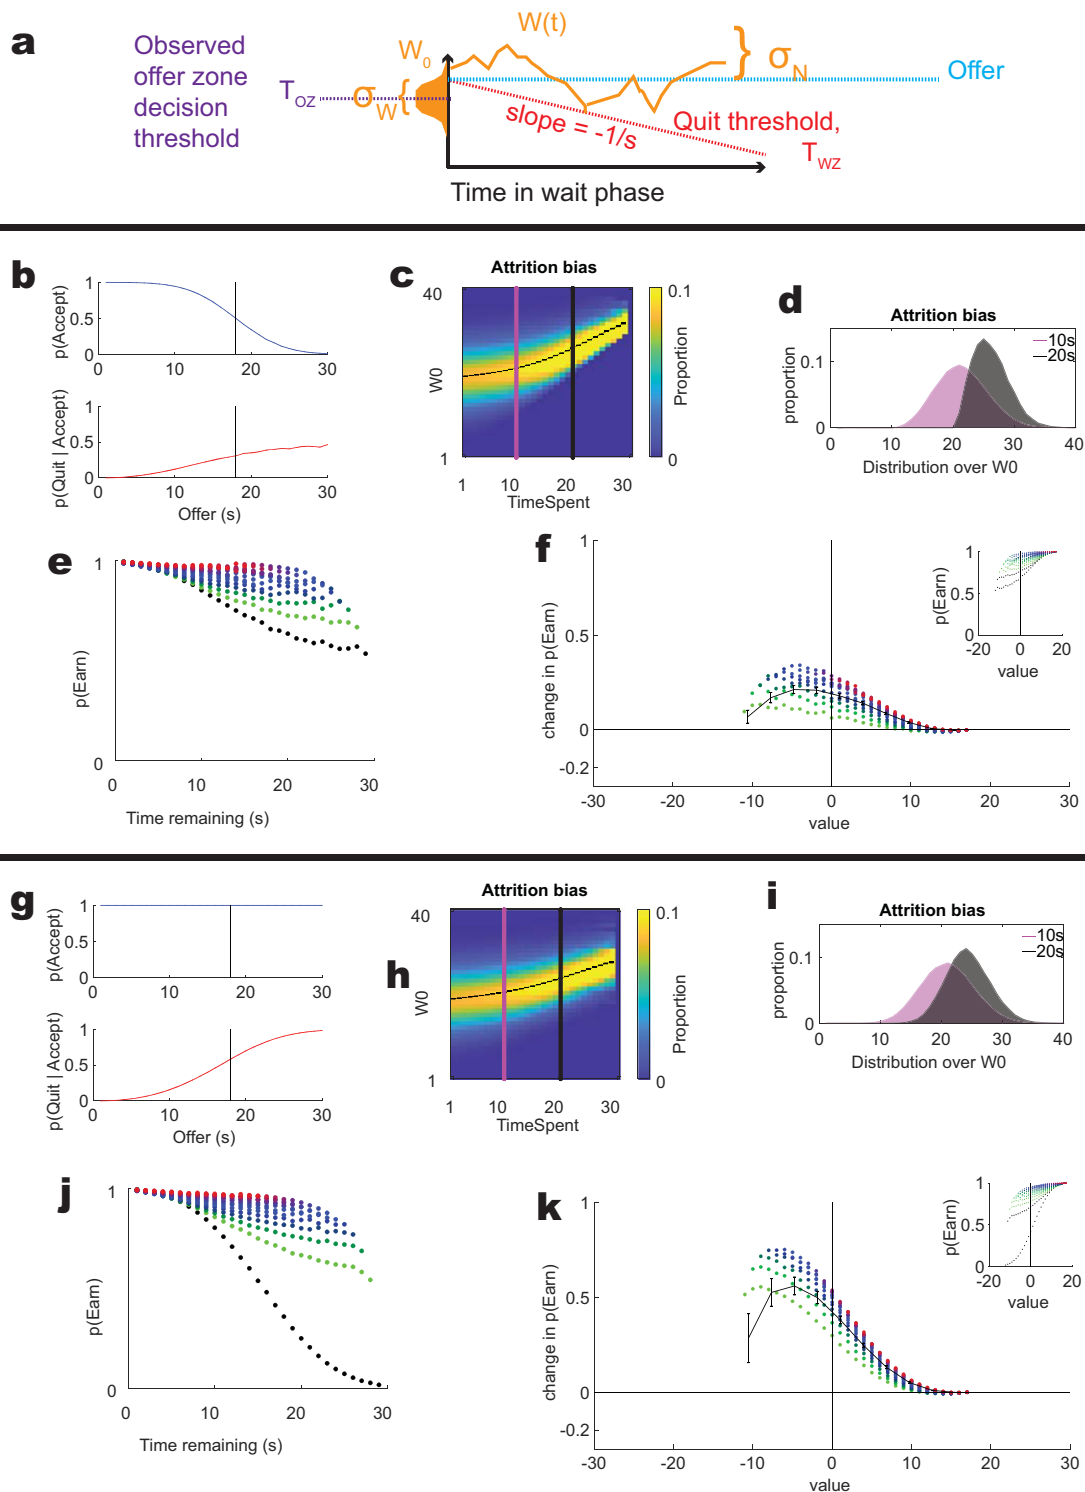 a
Observed
offer zone
decision
threshold
T_OZ
σ_W {
W_0
W(t)
} σ_N
Offer
slope = -1/s
Quit threshold,
T_WZ
Time in wait phase
b
p(Accept)
1
0.5
0
0 10 20 30
p(Quit | Accept)
1
0.5
0
0 10 20 30
Offer (s)
c
Attrition bias
40
W0
1
1 10 20 30
TimeSpent
0.1
Proportion
0
d
Attrition bias
10s
20s
proportion
0.1
0
0 10 20 30 40
Distribution over W0
e
1
p(Earn)
0
0 10 20 30
Time remaining (s)
f
change in p(Earn)
1
0.5
0
-0.2
-30 -20 -10 0 10 20 30
value
p(Earn)
1
0.5
0
-20 0 20
value
g
p(Accept)
1
0.5
0
0 10 20 30
p(Quit | Accept)
1
0.5
0
0 10 20 30
Offer (s)
h
Attrition bias
40
W0
1
1 10 20 30
TimeSpent
0.1
Proportion
0
i
Attrition bias
10s
20s
proportion
0.1
0
0 10 20 30 40
Distribution over W0
j
1
p(Earn)
0
0 10 20 30
Time remaining (s)
k
change in p(Earn)
1
0.5
0
-0.2
-30 -20 -10 0 10 20 30
value
p(Earn)
1
0.5
0
-20 0 20
value